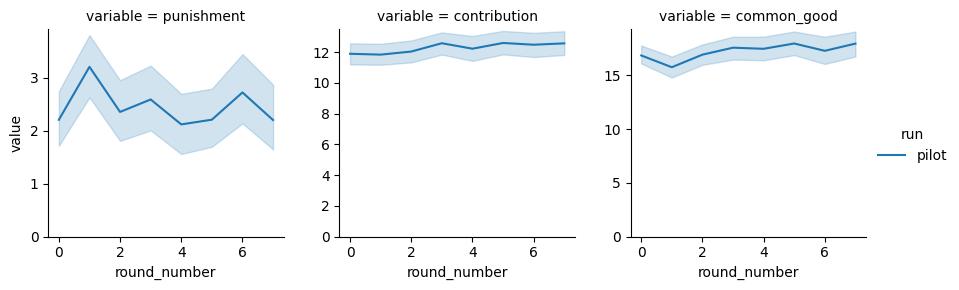 variable = punishment
variable = contribution
variable = common_good
value
3
2
1
0
0 2 4 6
round_number
12
10
8
6
4
2
0
0 2 4 6
round_number
15
10
5
0
0 2 4 6
round_number
run
pilot